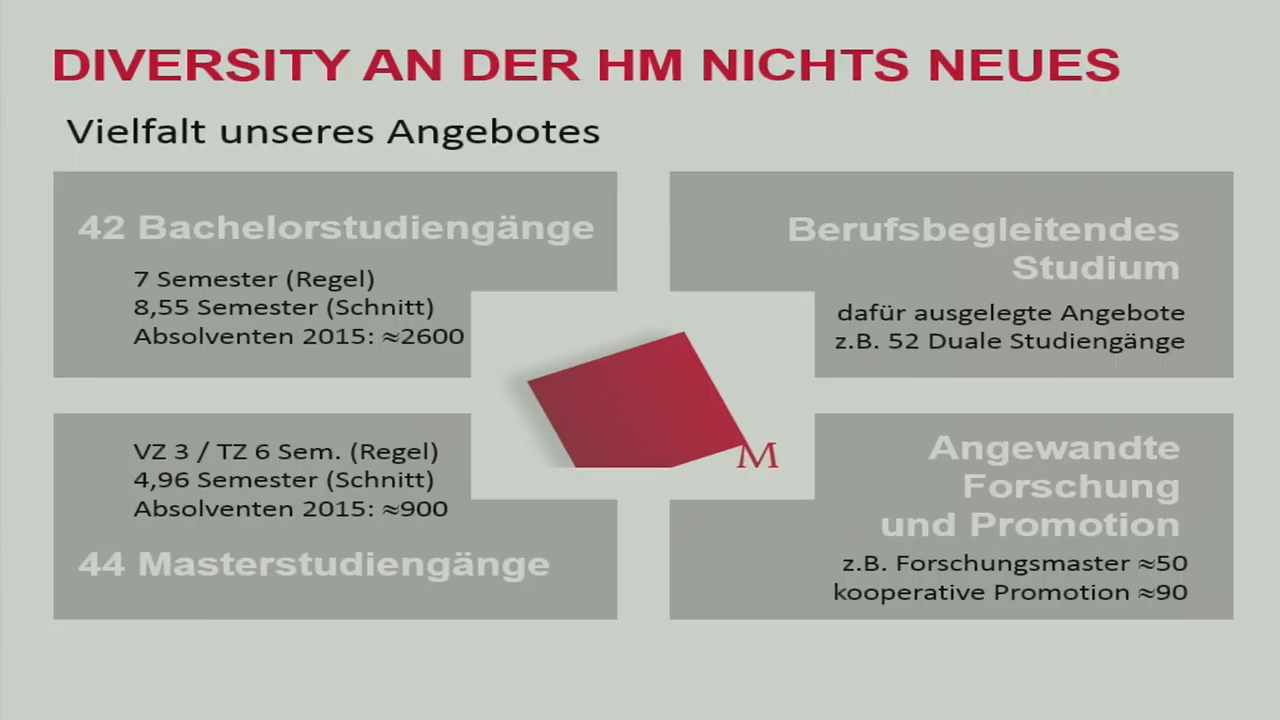 DIVERSITY AN DER HM NICHTS NEUES
Vielfalt unseres Angebotes
42 Bachelorstudiengänge
7 Semester (Regel)
8,55 Semester (Schnitt)
Absolventen 2015: ≈2600
Berufsbegleitendes
Studium
dafür ausgelegte Angebote
z.B. 52 Duale Studiengänge
M
VZ 3 / TZ 6 Sem. (Regel)
4,96 Semester (Schnitt)
Absolventen 2015: ≈900
44 Masterstudiengänge
Angewandte
Forschung
und Promotion
z.B. Forschungsmaster ≈50
kooperative Promotion ≈90